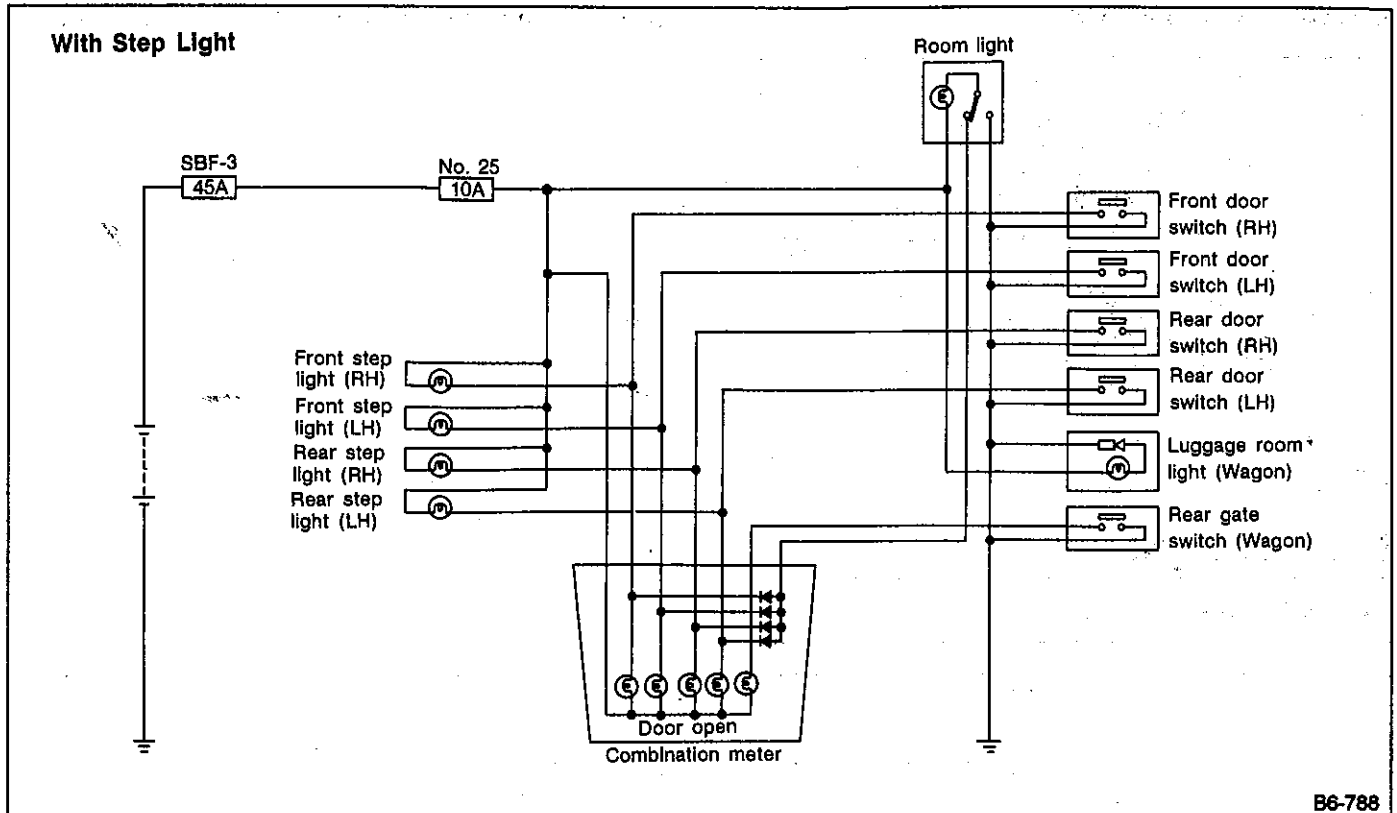 With Step Light
Room light
SBF-3
45A
No. 25
10A
Front door
switch (RH)
Front door
switch (LH)
Rear door
switch (RH)
Rear door
switch (LH)
Luggage room
light (Wagon)
Rear gate
switch (Wagon)
Front step
light (RH)
Front step
light (LH)
Rear step
light (RH)
Rear step
light (LH)
Door open
Combination meter
B6-788